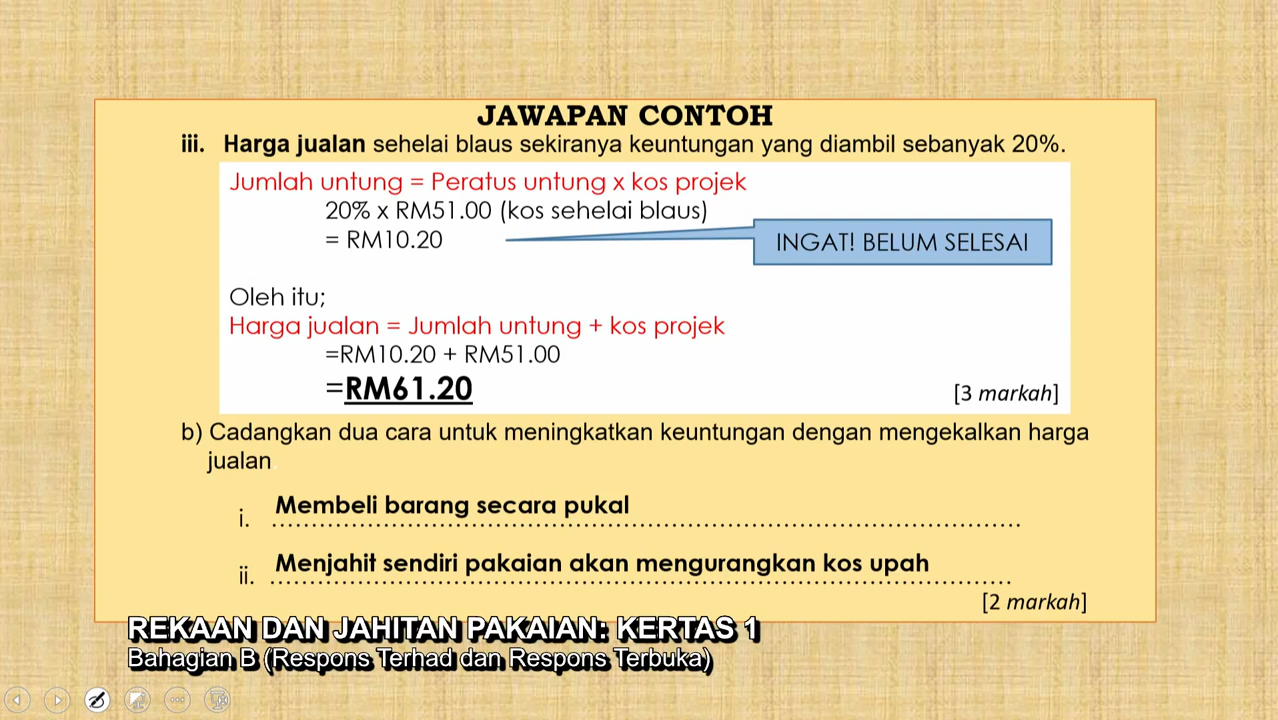 JAWAPAN CONTOH
iii. Harga jualan sehelai blaus sekiranya keuntungan yang diambil sebanyak 20%.
Jumlah untung = Peratus untung x kos projek
20% x RM51.00 (kos sehelai blaus)
= RM10.20
INGAT! BELUM SELESAI
Oleh itu;
Harga jualan = Jumlah untung + kos projek
=RM10.20 + RM51.00
=RM61.20
[3 markah]
b) Cadangkan dua cara untuk meningkatkan keuntungan dengan mengekalkan harga
jualan
i. Membeli barang secara pukal
ii. Menjahit sendiri pakaian akan mengurangkan kos upah
[2 markah]
REKAAN DAN JAHITAN PAKAIAN: KERTAS 1
Bahagian B (Respons Terhad dan Respons Terbuka)